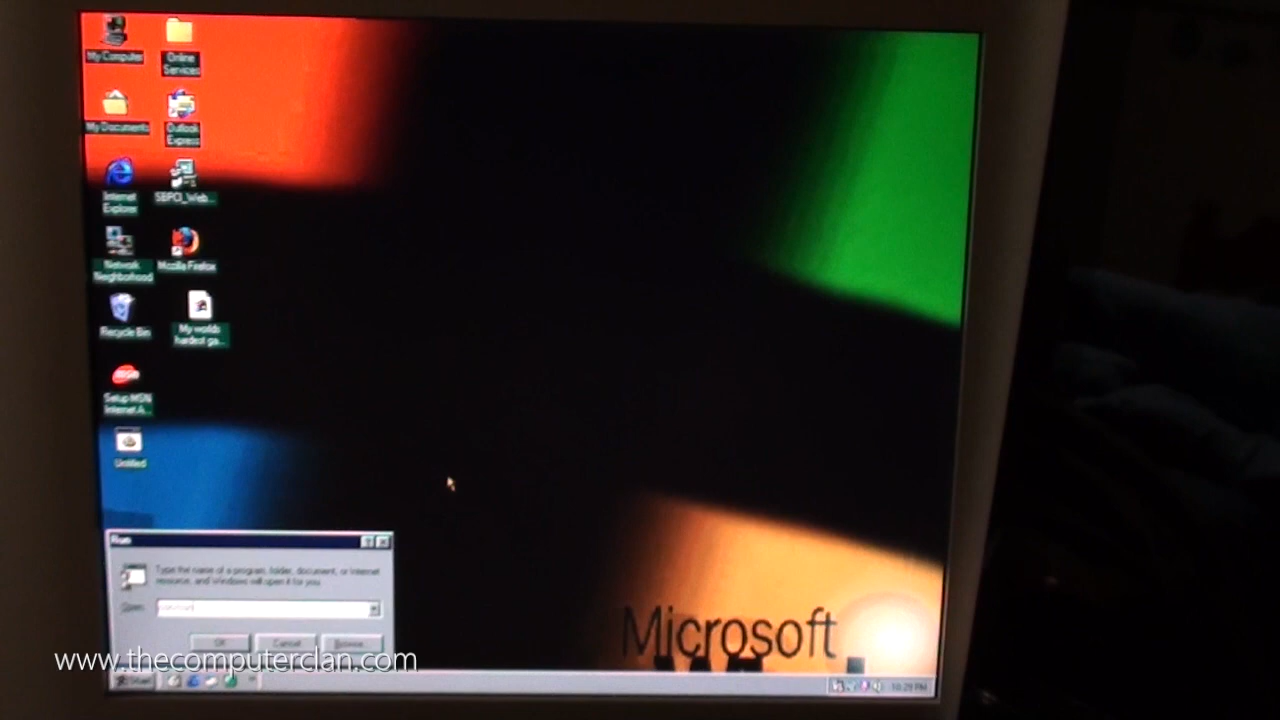 My Computer
Online
Services
My Documents
Outlook
Express
Internet
Explorer
SBPO_Web...
Network
Neighborhood
Mozilla Firefox
Recycle Bin
My worlds
hardest ga...
Setup MSN
Internet A...
Untitled
Run
Type the name of a program, folder, document, or Internet
resource, and Windows will open it for you.
Open:
OK
Cancel
Browse...
Microsoft
www.thecomputerclan.com
Start
10:29 PM